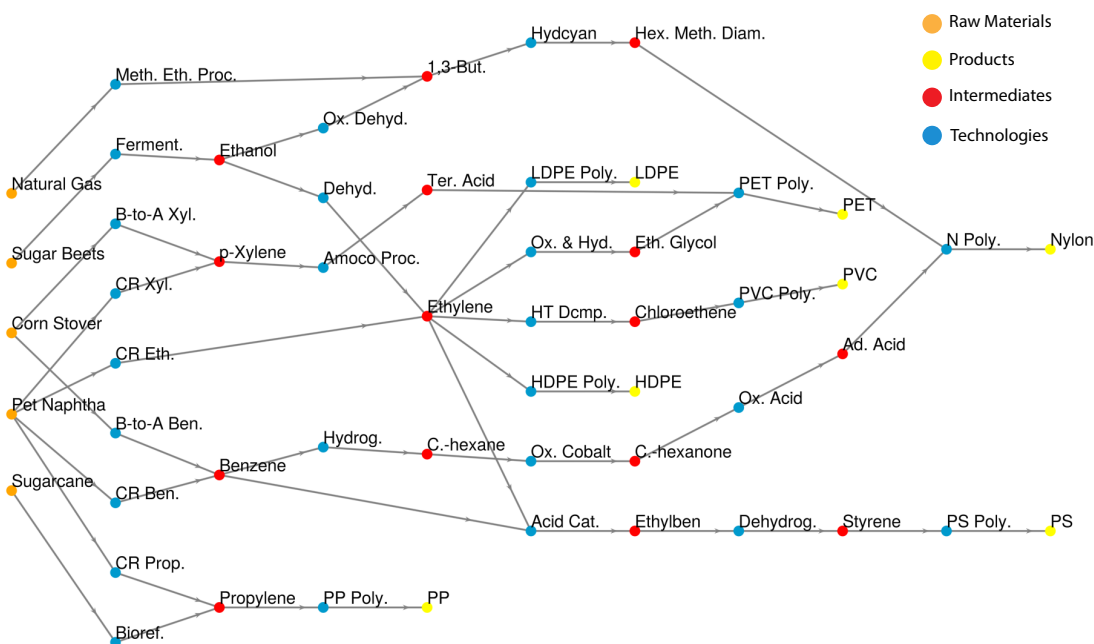 Raw Materials
Products
Intermediates
Technologies
Hydcyan
Hex. Meth. Diam.
Meth. Eth. Proc.
1,3-But.
Ox. Dehyd.
Ferment.
Ethanol
Natural Gas
Dehyd.
Ter. Acid
LDPE Poly.
LDPE
PET Poly.
PET
B-to-A Xyl.
Sugar Beets
p-Xylene
Amoco Proc.
Ox. & Hyd.
Eth. Glycol
N Poly.
Nylon
CR Xyl.
PVC Poly.
PVC
Corn Stover
Ethylene
HT Dcmp.
Chloroethene
CR Eth.
Ad. Acid
Pet Naphtha
HDPE Poly.
HDPE
Ox. Acid
B-to-A Ben.
Hydrog.
C.-hexane
Ox. Cobalt
C.-hexanone
Benzene
Sugarcane
CR Ben.
Acid Cat.
Ethylben
Dehydrog.
Styrene
PS Poly.
PS
CR Prop.
Propylene
PP Poly.
PP
Bioref.